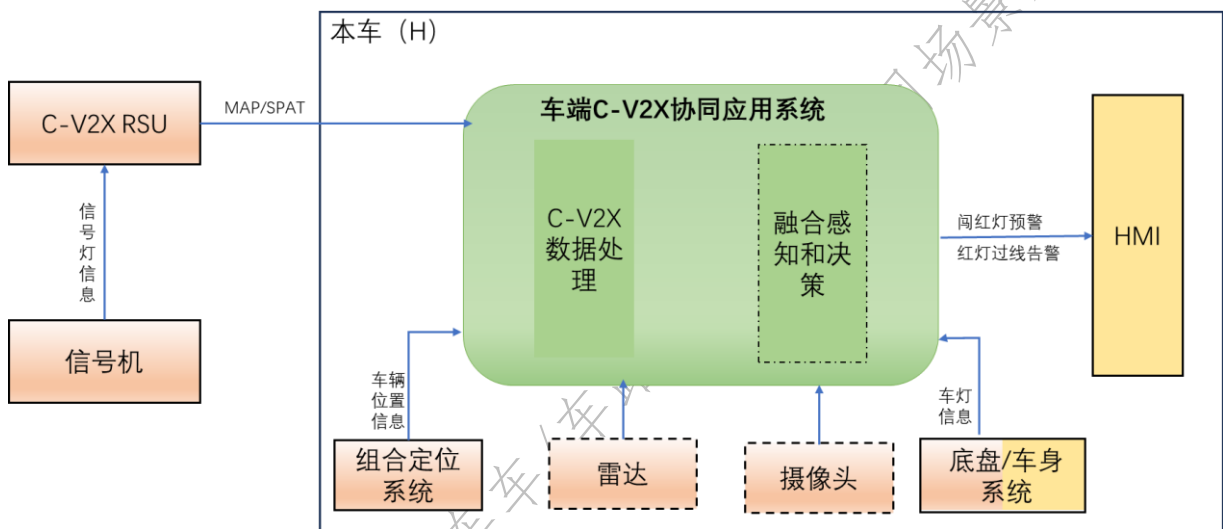 本车（H）
C-V2X RSU
MAP/SPAT
车端C-V2X协同应用系统
C-V2X
数据处
理
融合感
知和决
策
闯红灯预警
红灯过线告警
HMI
信
号
灯
信
息
信号机
车辆
位置
信息
车灯
信息
组合定位
系统
雷达
摄像头
底盘/车身
系统